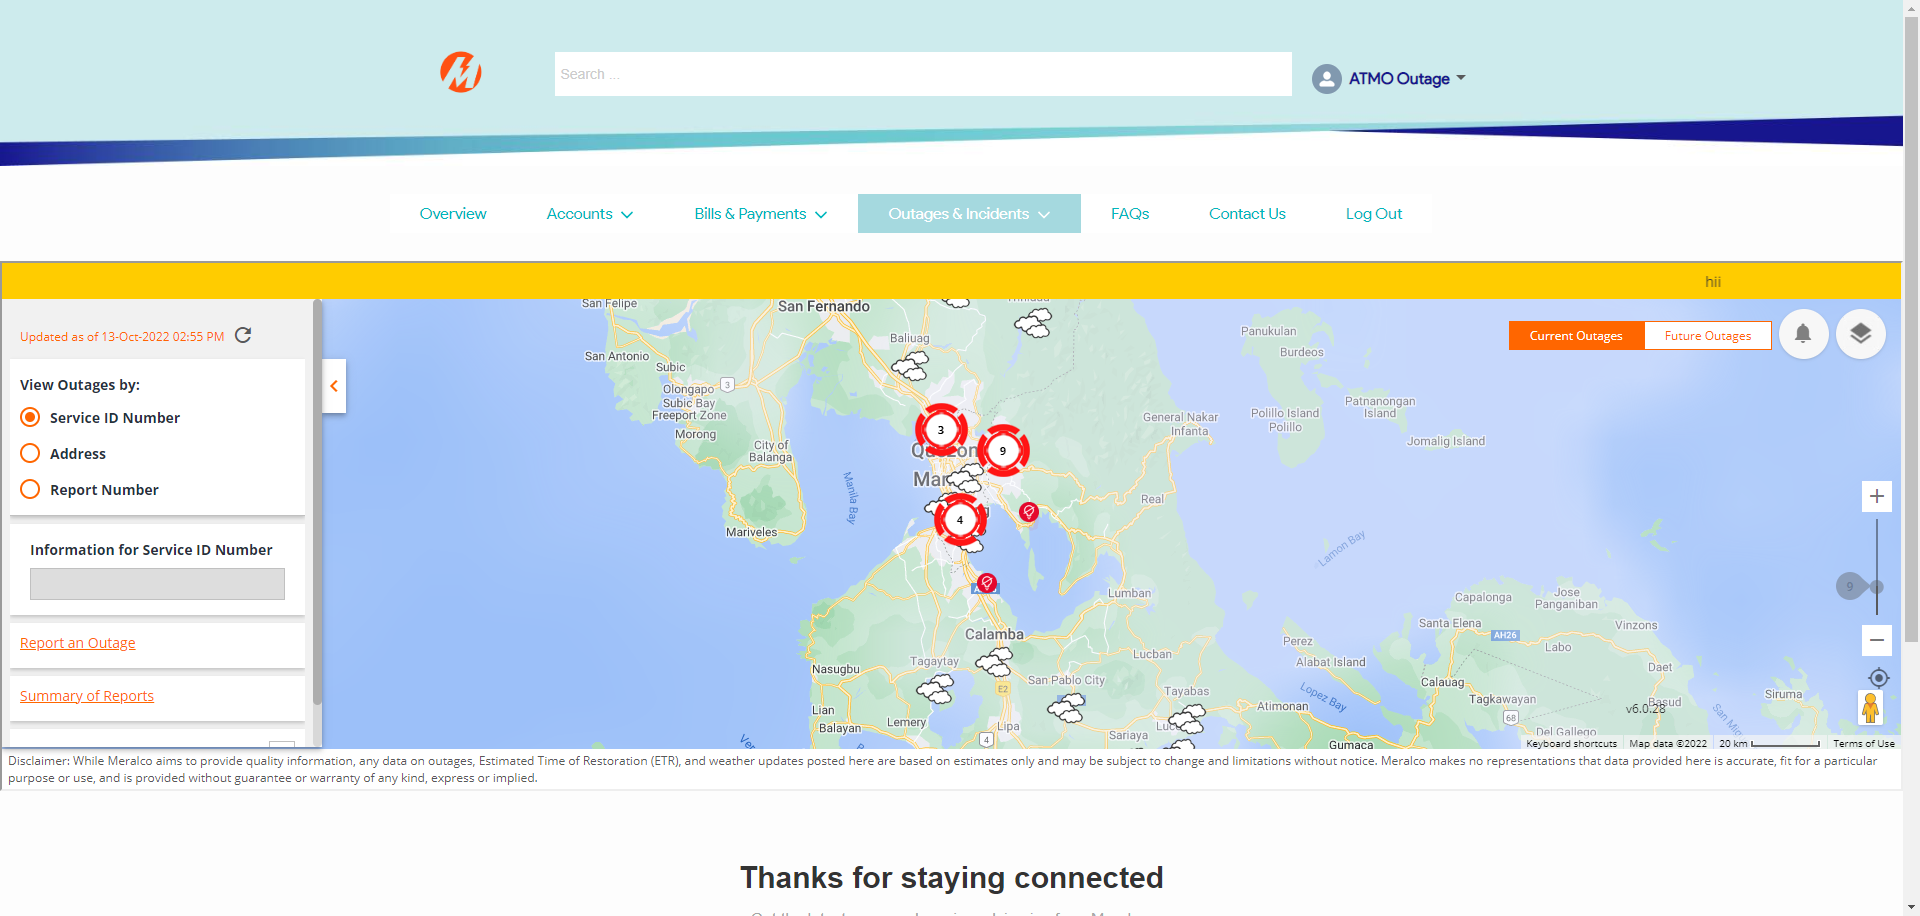 Search ...
ATMO Outage
Overview
Accounts
Bills & Payments
Outages & Incidents
FAQs
Contact Us
Log Out
hii
Updated as of 13-Oct-2022 02:55 PM
View Outages by:
Service ID Number
Address
Report Number
Information for Service ID Number
Report an Outage
Summary of Reports
Current Outages
Future Outages
San Felipe
San Fernando
Trinidad
Baliuag
San Antonio
Subic
Olongapo
3
Subic Bay
Freeport Zone
Morong
City of
Balanga
Mariveles
Manila Bay
3
9
4
Panukulan
Burdeos
General Nakar
Infanta
Polillo Island
Polillo
Patnanongan
Island
Jomalig Island
Real
Lamon Bay
Lumban
Calamba
Nasugbu
Tagaytay
E2
San Pablo City
Lucban
Tayabas
Lian
Balayan
Lemery
Lipa
4
Sariaya
Perez
Alabat Island
Lopez Bay
Atimonan
Gumaca
Calauag
Tagkawayan
68
Del Gallego
Capalonga
Jose
Panganiban
Santa Elena
AH26
Labo
Vinzons
Daet
Basud
Siruma
v6.0.28
9
Keyboard shortcuts
Map data ©2022
20 km
Terms of Use
Disclaimer: While Meralco aims to provide quality information, any data on outages, Estimated Time of Restoration (ETR), and weather updates posted here are based on estimates only and may be subject to change and limitations without notice. Meralco makes no representations that data provided here is accurate, fit for a particular
purpose or use, and is provided without guarantee or warranty of any kind, express or implied.
Thanks for staying connected